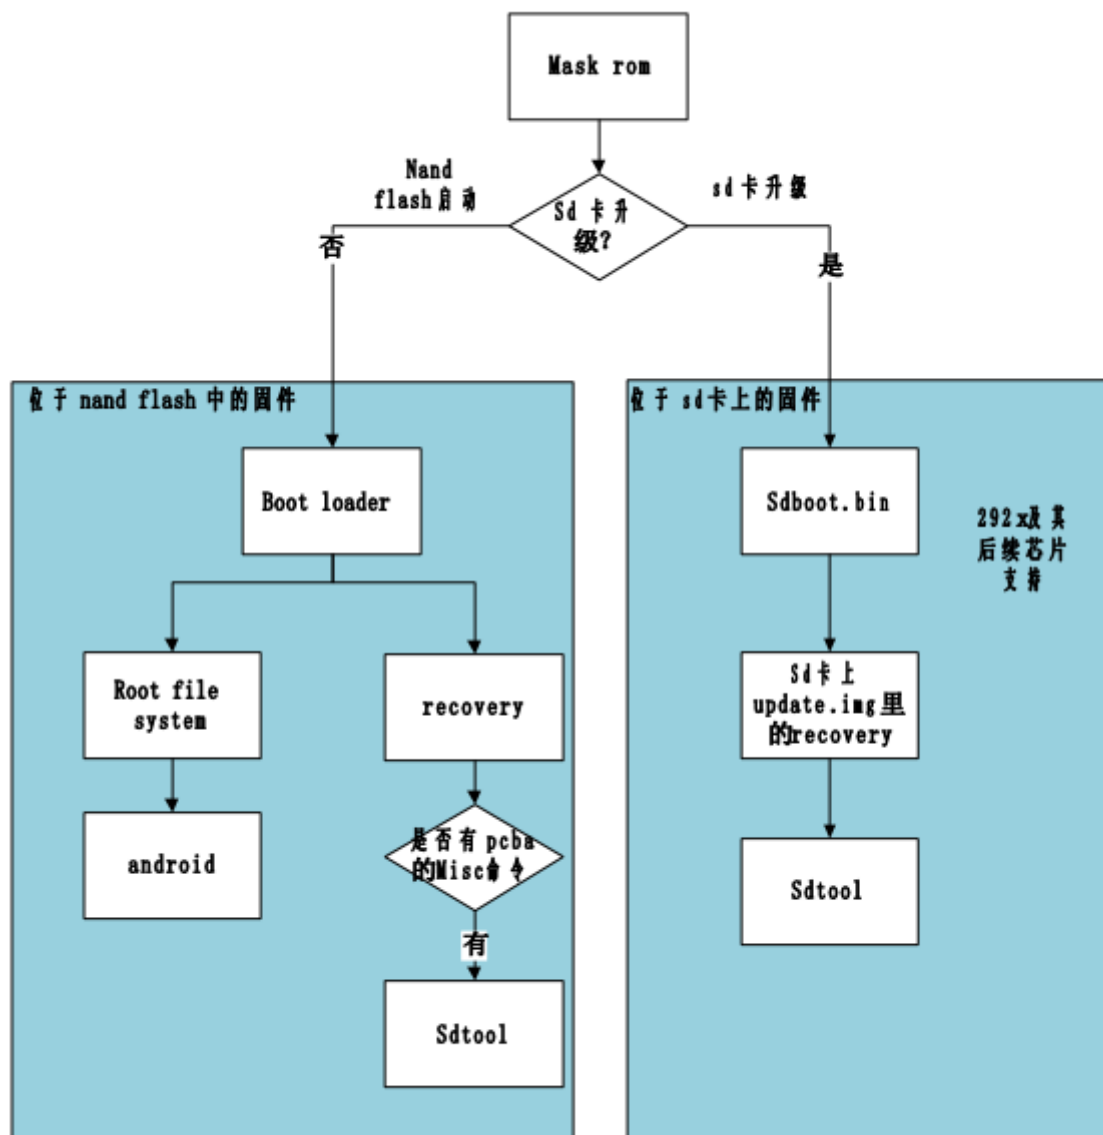 Mask rom
Nand
flash启动
sd卡升级
Sd 卡升
级?
否
是
位于 nand flash 中的固件
位于 sd卡上的固件
Boot loader
Sdboot.bin
292x及其
后续芯片
支持
Root file
system
recovery
Sd卡上
update.img里
的recovery
android
是否有pcba
的Misc命令
Sdtool
有
Sdtool